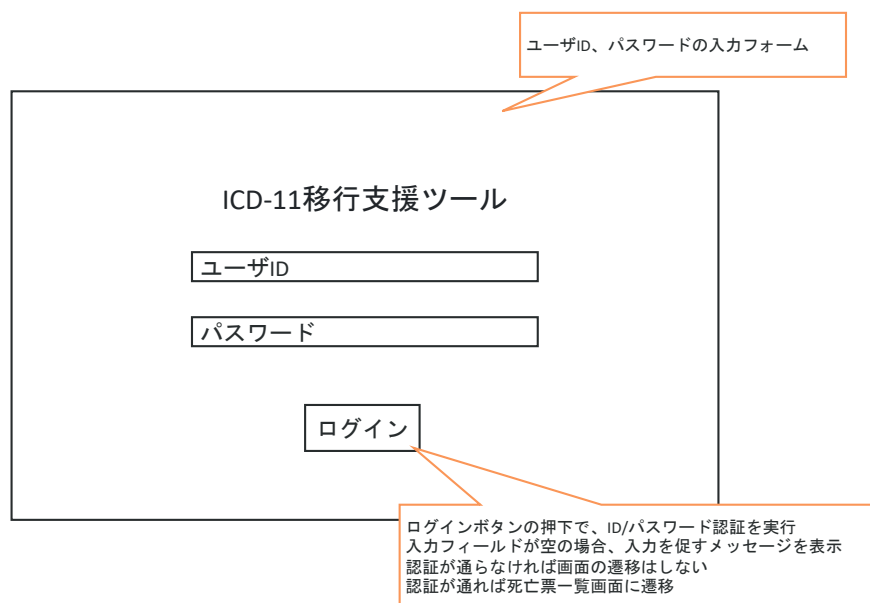 ユーザID、パスワードの入力フォーム
ICD-11移行支援ツール
ユーザID
パスワード
ログイン
ログインボタンの押下で、ID/パスワード認証を実行
入力フィールドが空の場合、入力を促すメッセージを表示
認証が通らなければ画面の遷移はしない
認証が通れば死亡票一覧画面に遷移